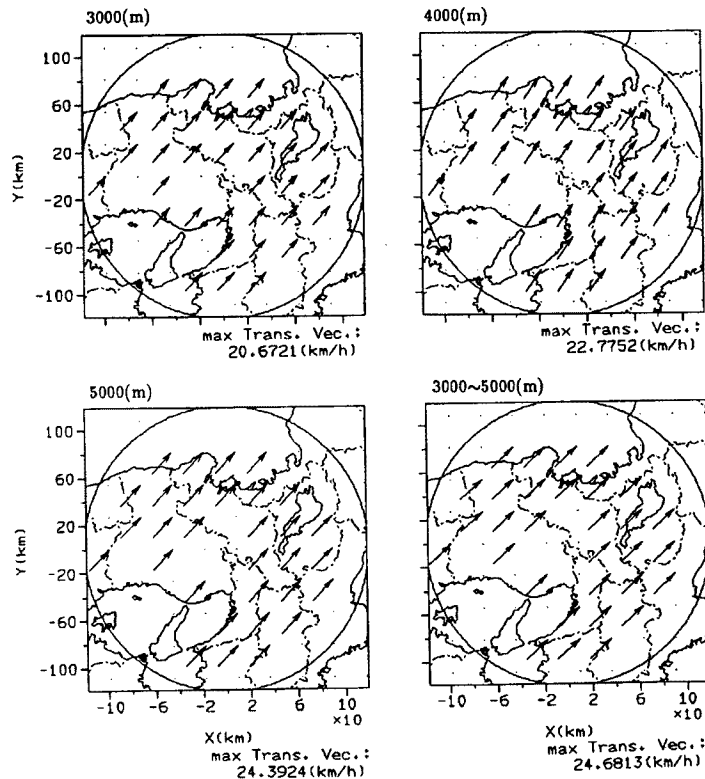 3000(m)
4000(m)
120
60
20
-20
-60
-100
Y(km)
max Trans. Vec.:
20.6721(km/h)
max Trans. Vec.:
22.7752(km/h)
5000(m)
3000~5000(m)
100
60
20
-20
-60
-100
Y(km)
-10 -6 -2 2 6 10
×10
-10 -6 -2 2 6 10
×10
X(km)
max Trans. Vec.:
24.3924(km/h)
X(km)
max Trans. Vec.:
24.6813(km/h)